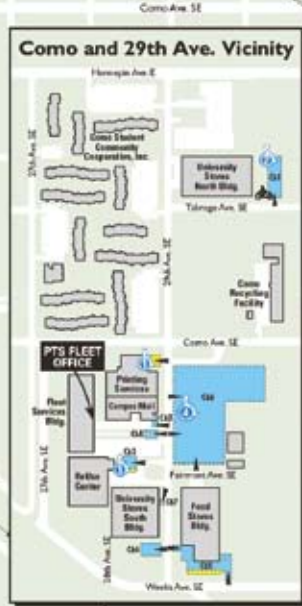 Como Ave. SE
Como and 29th Ave. Vicinity
Hennepin Ave E
27th Ave. SE
Como Student
Community
Cooperative, Inc.
University
Stores
North Bldg.
Talmage Ave. SE
29th Ave. SE
Como
Recycling
Facility
Como Ave. SE
PTS FLEET
OFFICE
Printing
Services
Campus Mail
Fleet
Services
Bldg.
27th Ave. SE
ReUse
Center
Fairmont Ave. SE
University
Stores
South Bldg.
Food
Stores
Bldg.
28th Ave. SE
Weeks Ave. SE